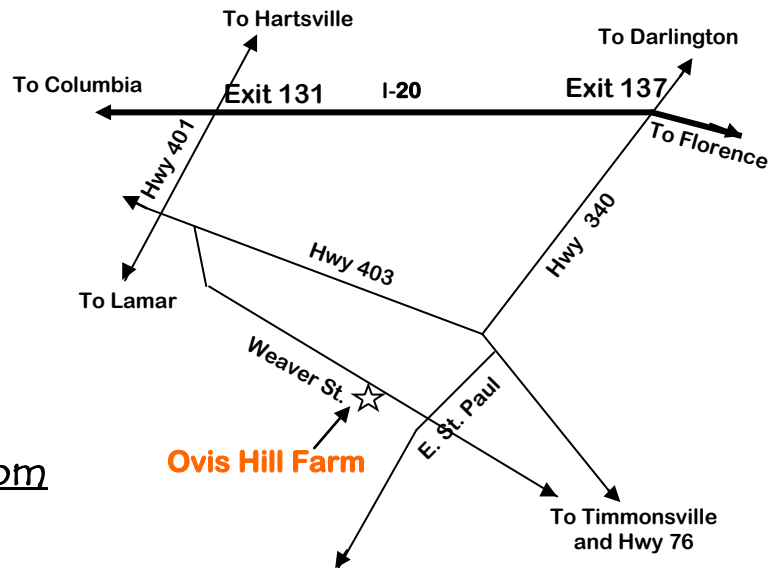 To Hartsville
To Darlington
To Columbia
Exit 131
I-20
Exit 137
To Florence
Hwy 401
Hwy 340
Hwy 403
To Lamar
Weaver St.
E. St. Paul
Ovis Hill Farm
om
To Timmonsville
and Hwy 76